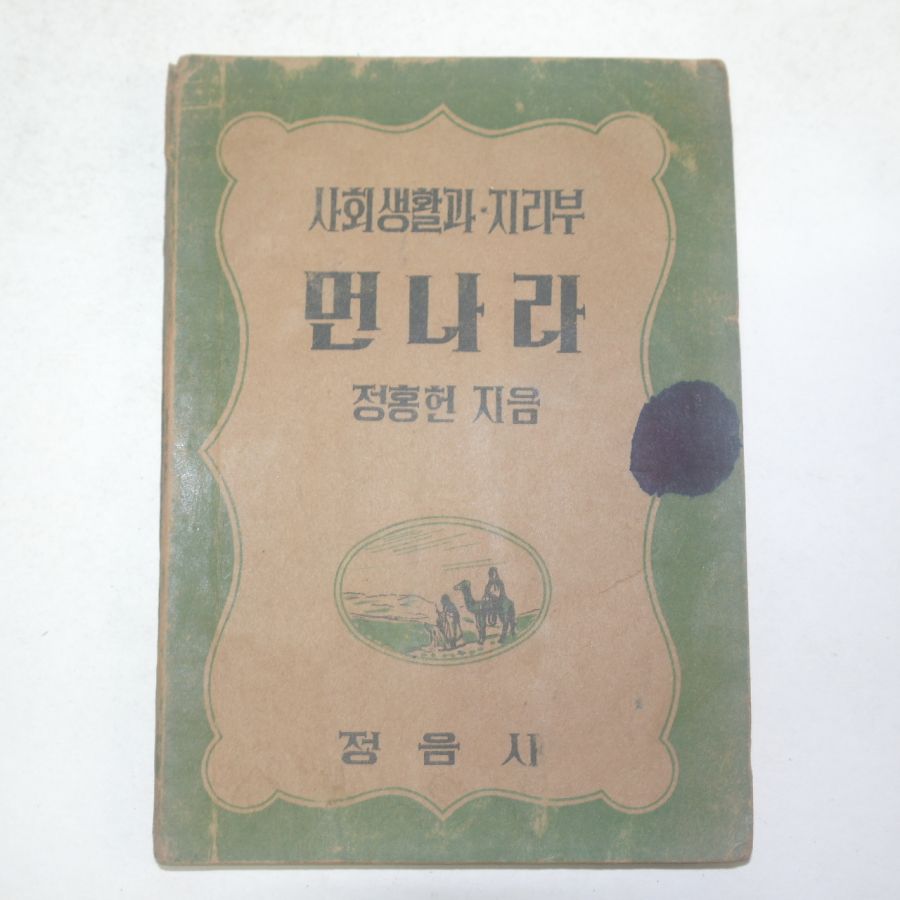 사회생활과·지리부
먼나라
정홍헌 지음
정음사